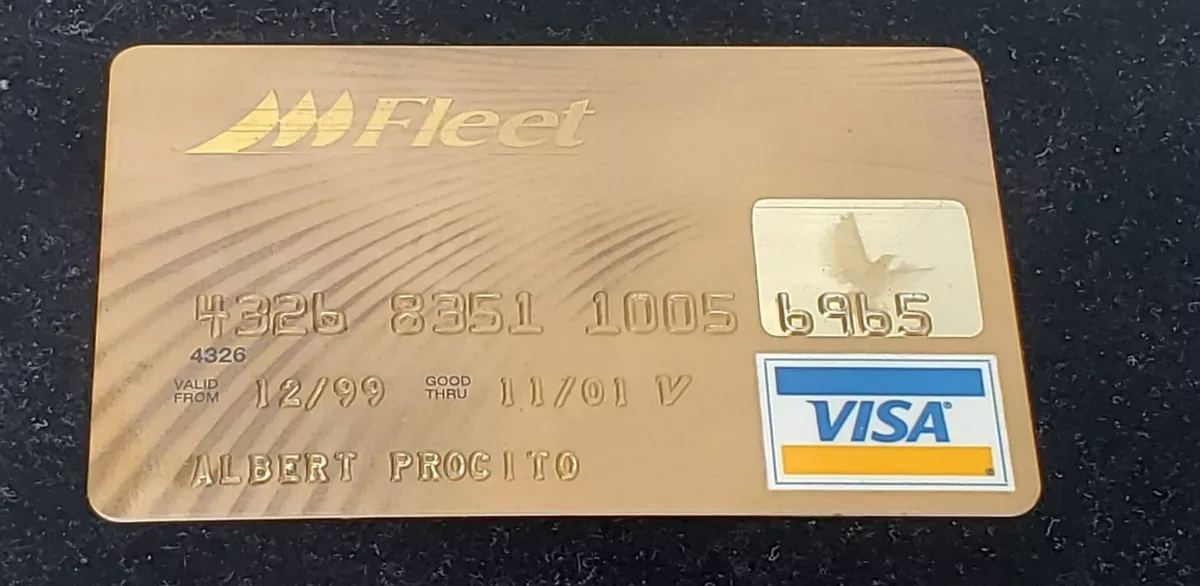 Fleet
4326 8351 1005 6965
4326
VALID FROM 12/99 GOOD THRU 11/01 V
ALBERT PROCITO
VISA